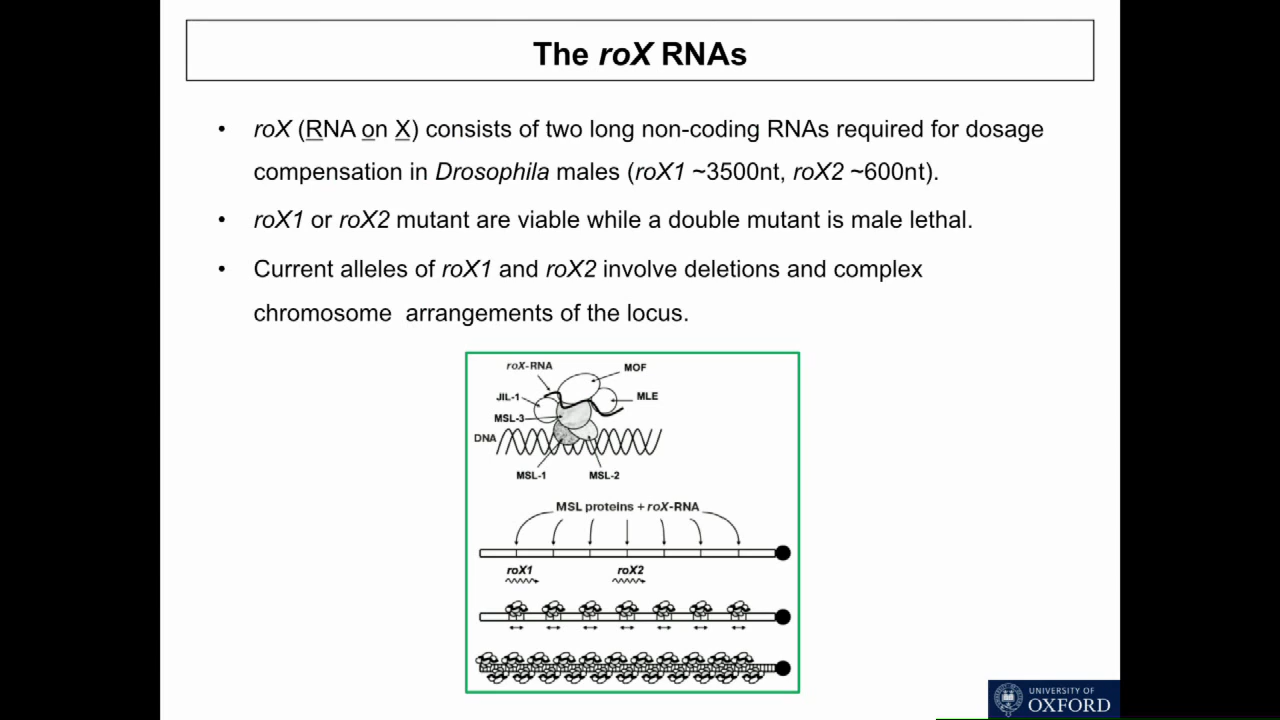 The roX RNAs
• roX (RNA on X) consists of two long non-coding RNAs required for dosage
compensation in Drosophila males (roX1 ~3500nt, roX2 ~600nt).
• roX1 or roX2 mutant are viable while a double mutant is male lethal.
• Current alleles of roX1 and roX2 involve deletions and complex
chromosome arrangements of the locus.
roX-RNA
MOF
JIL-1
MLE
MSL-3
DNA
MSL-1
MSL-2
MSL proteins + roX-RNA
roX1
roX2
UNIVERSITY OF
OXFORD